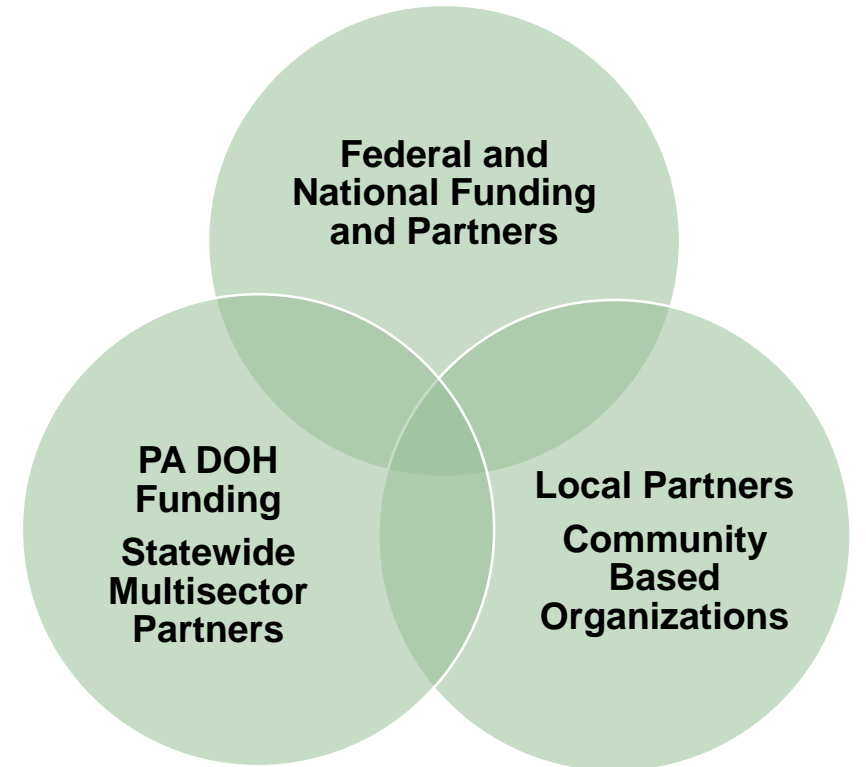 Federal and
National Funding
and Partners
PA DOH
Funding
Statewide
Multisector
Partners
Local Partners
Community
Based
Organizations